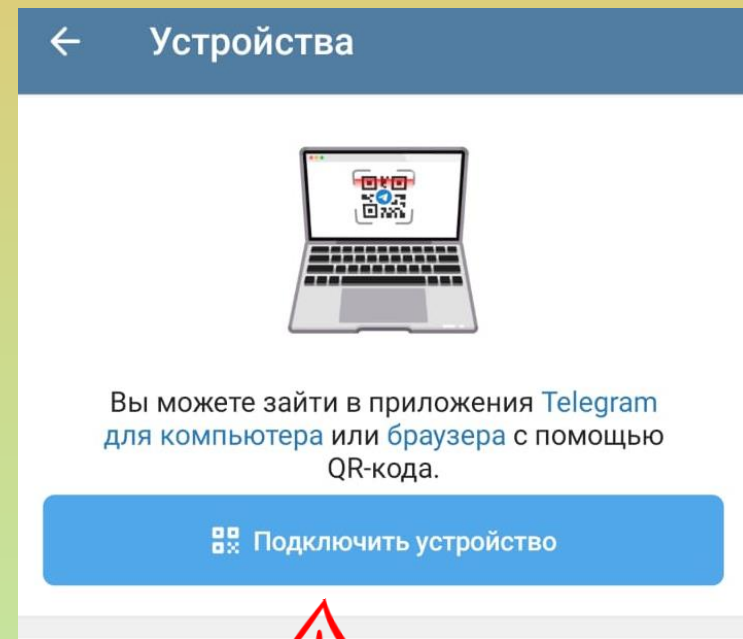 Устройства
Вы можете зайти в приложения Telegram
для компьютера или браузера с помощью
QR-кода.
Подключить устройство